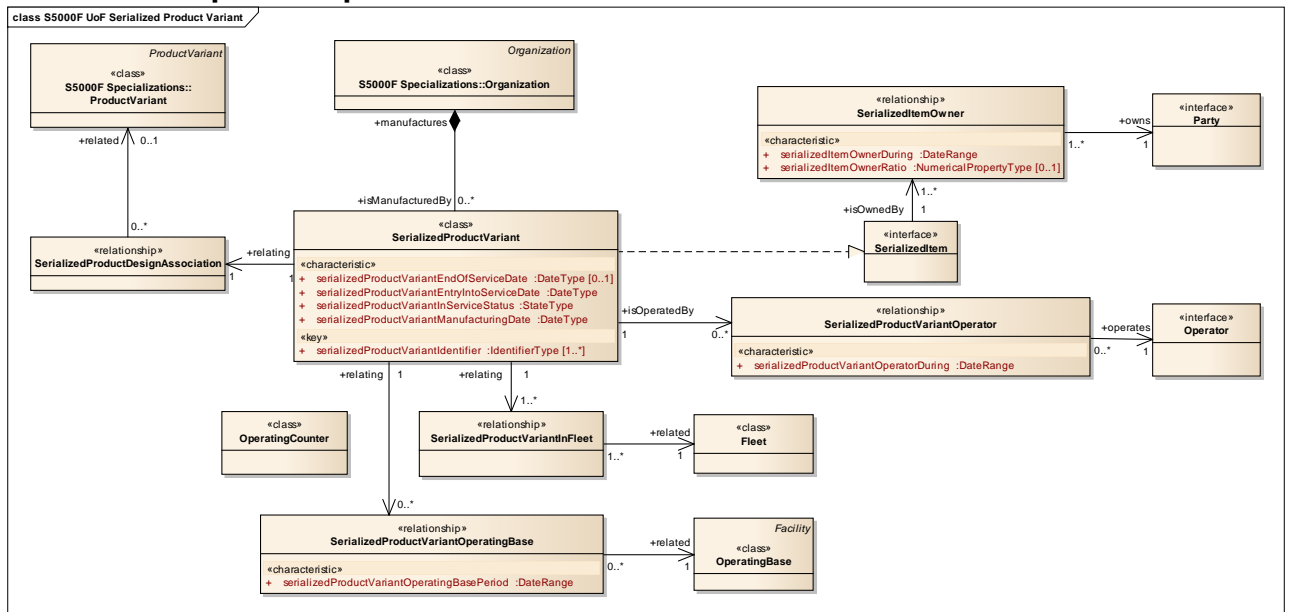 class S5000F UoF Serialized Product Variant
ProductVariant
«class»
S5000F Specializations::
ProductVariant
Organization
«class»
S5000F Specializations::Organization
«relationship»
SerializedItemOwner
«characteristic»
+ serializedItemOwnerDuring :DateRange
+ serializedItemOwnerRatio :NumericalPropertyType [0..1]
+owns
1..*
1
«interface»
Party
+related
0..1
+manufactures
1..*
+isOwnedBy
1
0..*
+isManufacturedBy
0..*
«relationship»
SerializedProductDesignAssociation
+relating
1
1
«class»
SerializedProductVariant
«characteristic»
+ serializedProductVariantEndOfServiceDate :DateType [0..1]
+ serializedProductVariantEntryIntoServiceDate :DateType
+ serializedProductVariantInServiceStatus :StateType
+ serializedProductVariantManufacturingDate :DateType
«key»
+ serializedProductVariantIdentifier :IdentifierType [1..*]
«interface»
SerializedItem
+isOperatedBy
1
0..*
«relationship»
SerializedProductVariantOperator
«characteristic»
+ serializedProductVariantOperatorDuring :DateRange
+operates
0..*
1
«interface»
Operator
+relating
1
+relating
1
1..*
«class»
OperatingCounter
«relationship»
SerializedProductVariantInFleet
+related
1..*
1
«class»
Fleet
0..*
«relationship»
SerializedProductVariantOperatingBase
«characteristic»
+ serializedProductVariantOperatingBasePeriod :DateRange
+related
0..*
1
Facility
«class»
OperatingBase